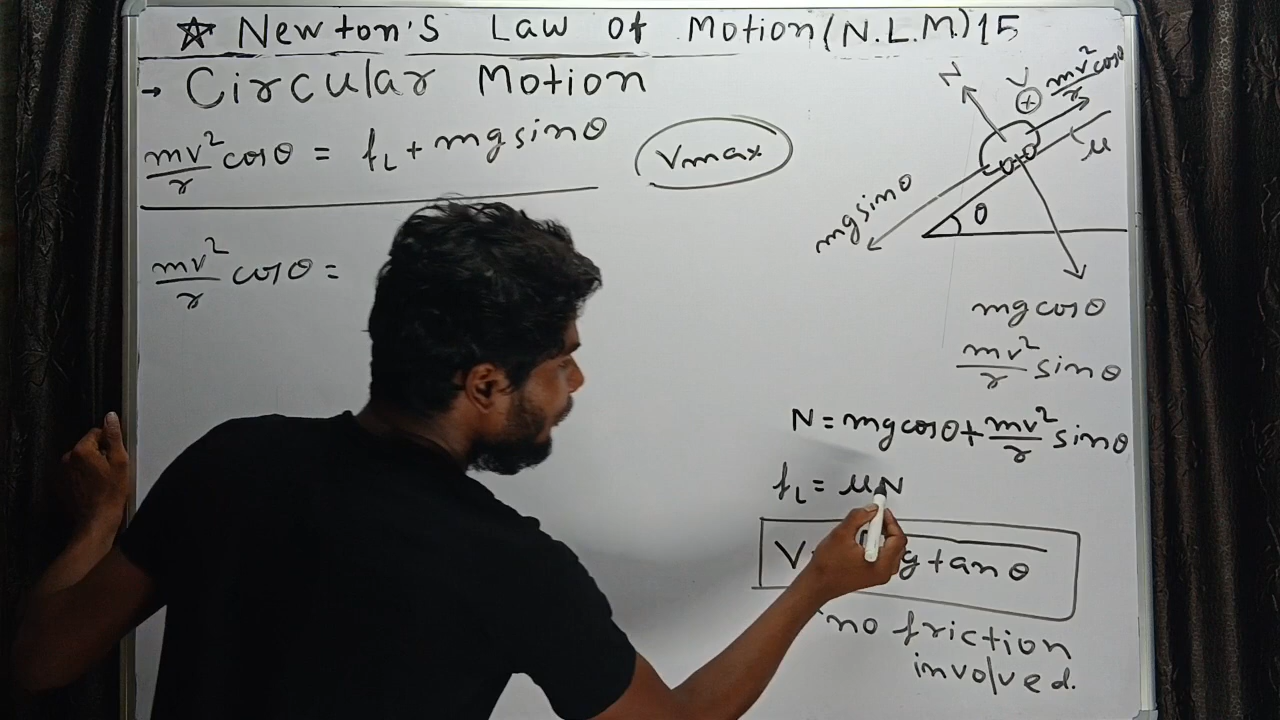 ☆ Newton's Law of Motion (N.L.M) 15
→ Circular Motion
mv²/r cosθ = fL + mg sinθ
Vmax
mv²/r cosθ =
N
V
mv²/r cosθ
μ
mg sinθ
θ
mg cosθ
mv²/r sinθ
N = mg cosθ + mv²/r sinθ
fL = μN
V g tan θ
no friction
involved.